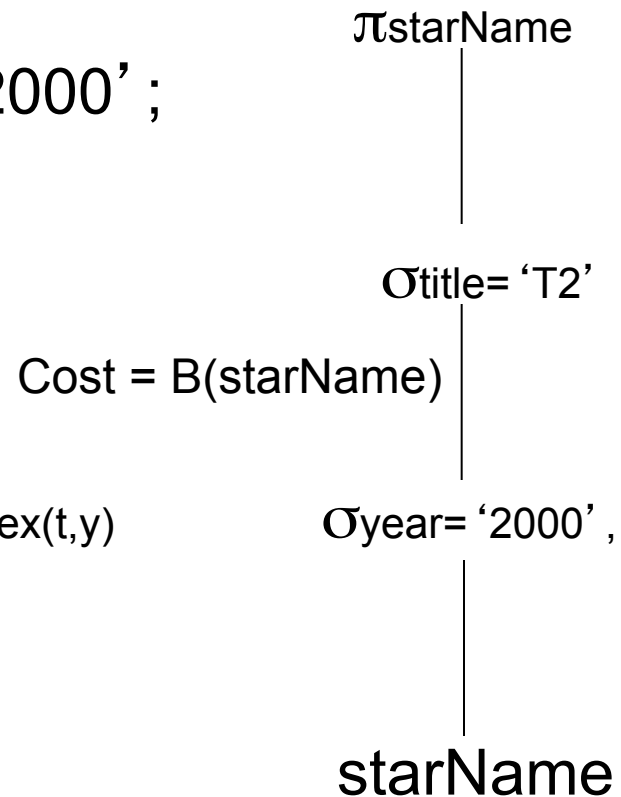 πstarName
2000’;
σtitle= ‘T2’
Cost = B(starName)
ex(t,y)
σyear= ‘2000’,
starName